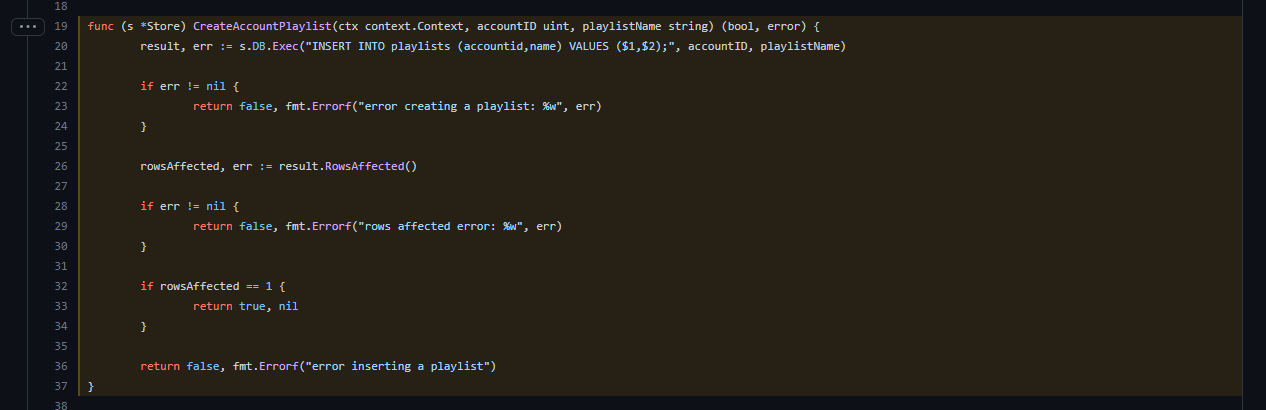 18
19 func (s *Store) CreateAccountPlaylist(ctx context.Context, accountID uint, playlistName string) (bool, error) {
20 result, err := s.DB.Exec("INSERT INTO playlists (accountid,name) VALUES ($1,$2);", accountID, playlistName)
21
22 if err != nil {
23 return false, fmt.Errorf("error creating a playlist: %w", err)
24 }
25
26 rowsAffected, err := result.RowsAffected()
27
28 if err != nil {
29 return false, fmt.Errorf("rows affected error: %w", err)
30 }
31
32 if rowsAffected == 1 {
33 return true, nil
34 }
35
36 return false, fmt.Errorf("error inserting a playlist")
37 }
38